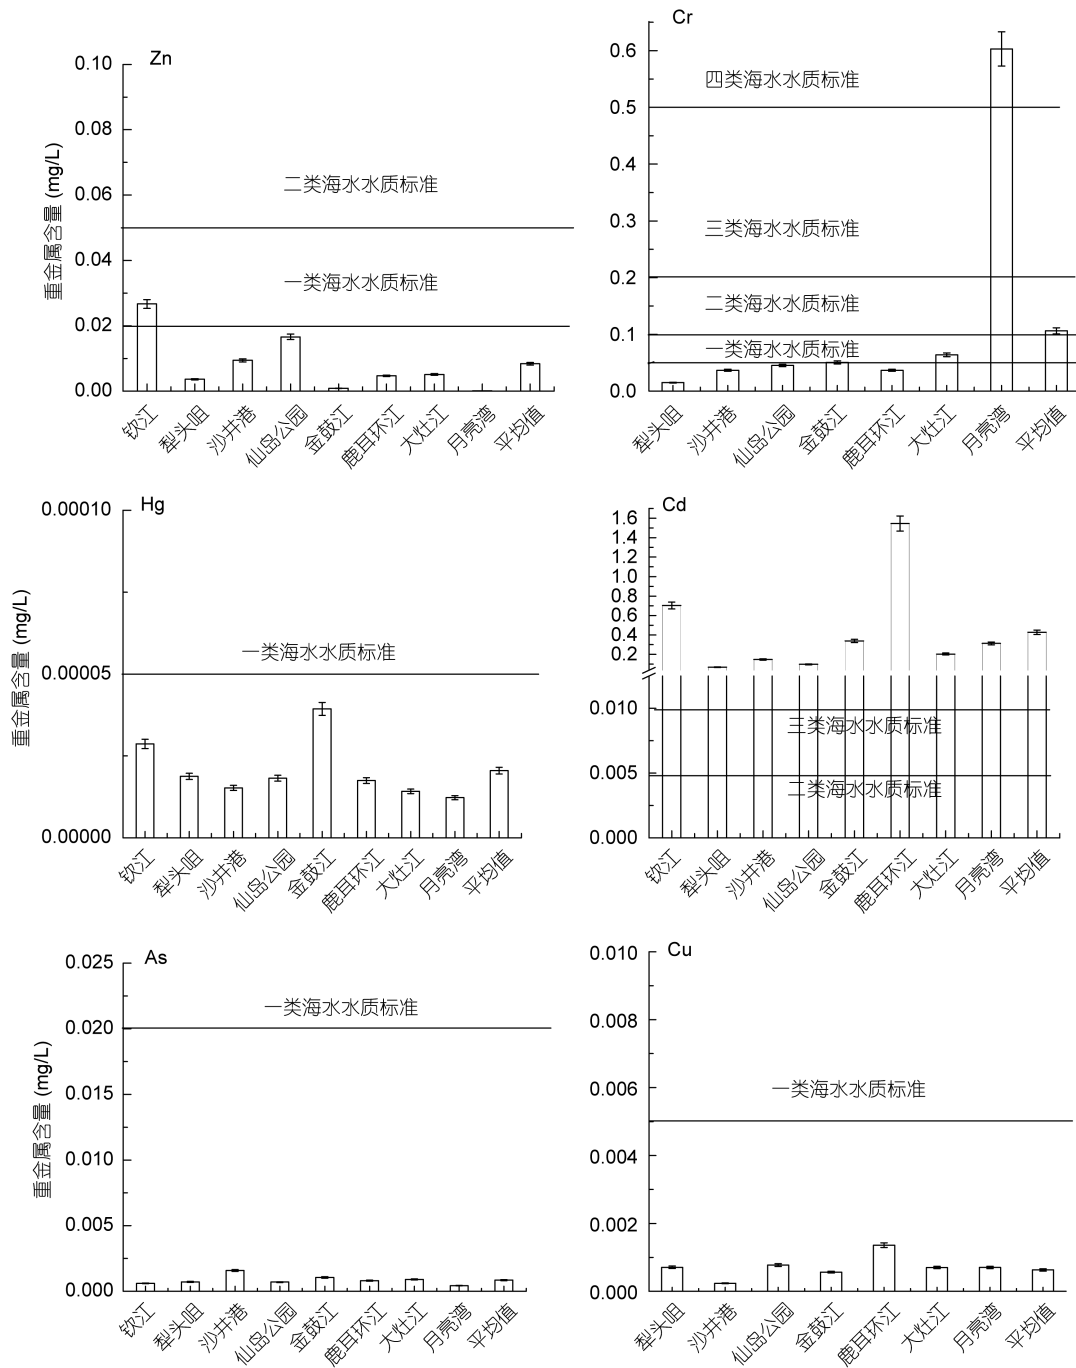 Zn
重金属含量 (mg/L)
0.10
0.08
0.06
0.04
0.02
0.00
二类海水水质标准
一类海水水质标准
钦江
犁头咀
沙井港
仙岛公园
金鼓江
鹿耳环江
大灶江
月亮湾
平均值
Cr
0.6
0.5
0.4
0.3
0.2
0.1
0.0
四类海水水质标准
三类海水水质标准
二类海水水质标准
一类海水水质标准
犁头咀
沙井港
仙岛公园
金鼓江
鹿耳环江
大灶江
月亮湾
平均值
Hg
重金属含量 (mg/L)
0.00010
0.00005
0.00000
一类海水水质标准
钦江
犁头咀
沙井港
仙岛公园
金鼓江
鹿耳环江
大灶江
月亮湾
平均值
Cd
1.6
1.4
1.2
1.0
0.8
0.6
0.4
0.2
0.010
0.005
0.000
三类海水水质标准
二类海水水质标准
钦江
犁头咀
沙井港
仙岛公园
金鼓江
鹿耳环江
大灶江
月亮湾
平均值
As
重金属含量 (mg/L)
0.025
0.020
0.015
0.010
0.005
0.000
一类海水水质标准
钦江
犁头咀
沙井港
仙岛公园
金鼓江
鹿耳环江
大灶江
月亮湾
平均值
Cu
0.010
0.008
0.006
0.004
0.002
0.000
一类海水水质标准
犁头咀
沙井港
仙岛公园
金鼓江
鹿耳环江
大灶江
月亮湾
平均值